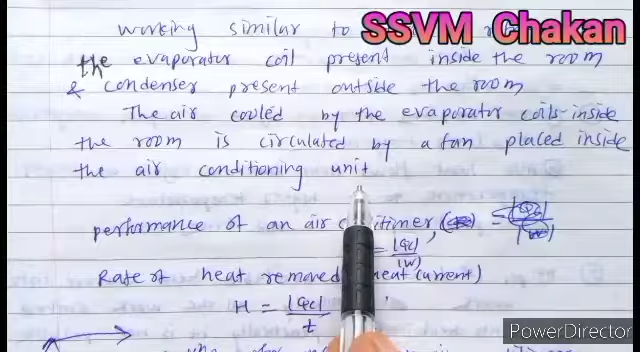 working similar to
SSVM Chakan
the evaporator coil present inside the room
& condenser present outside the room
The air cooled by the evaporator coils inside
the room is circulated by a fan placed inside
the air conditioning unit
performance of an air conditimer, =
= |Qc| / |W|
Rate of heat removed (heat current)
H = |Qc| / t
PowerDirector